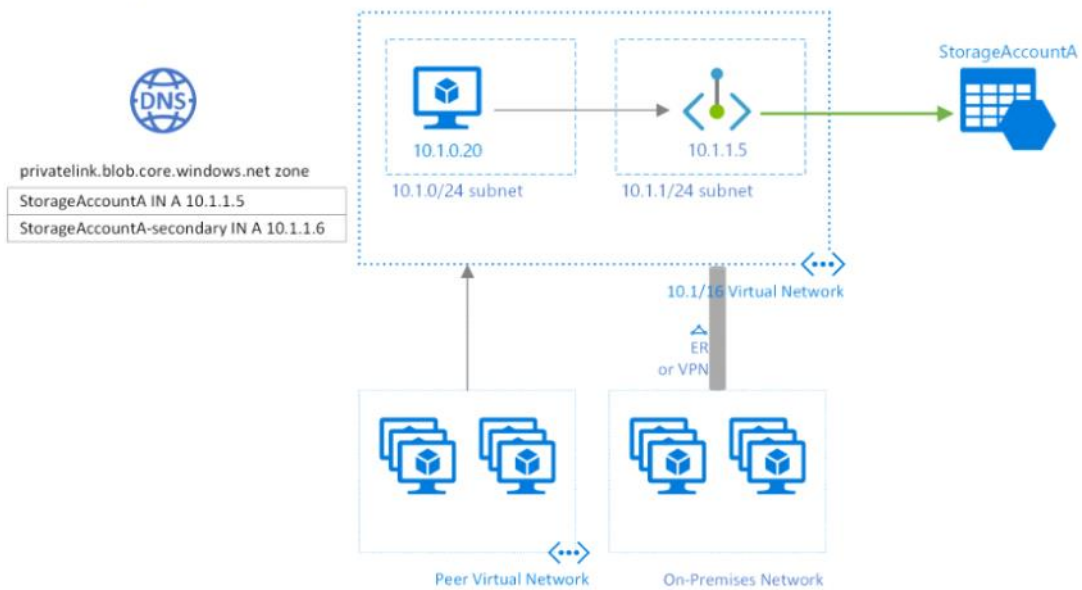 StorageAccountA
DNS
privatelink.blob.core.windows.net zone
StorageAccountA IN A 10.1.1.5
StorageAccountA-secondary IN A 10.1.1.6
10.1.0.20
10.1.1.5
10.1.0/24 subnet
10.1.1/24 subnet
10.1/16 Virtual Network
ER
or VPN
Peer Virtual Network
On-Premises Network